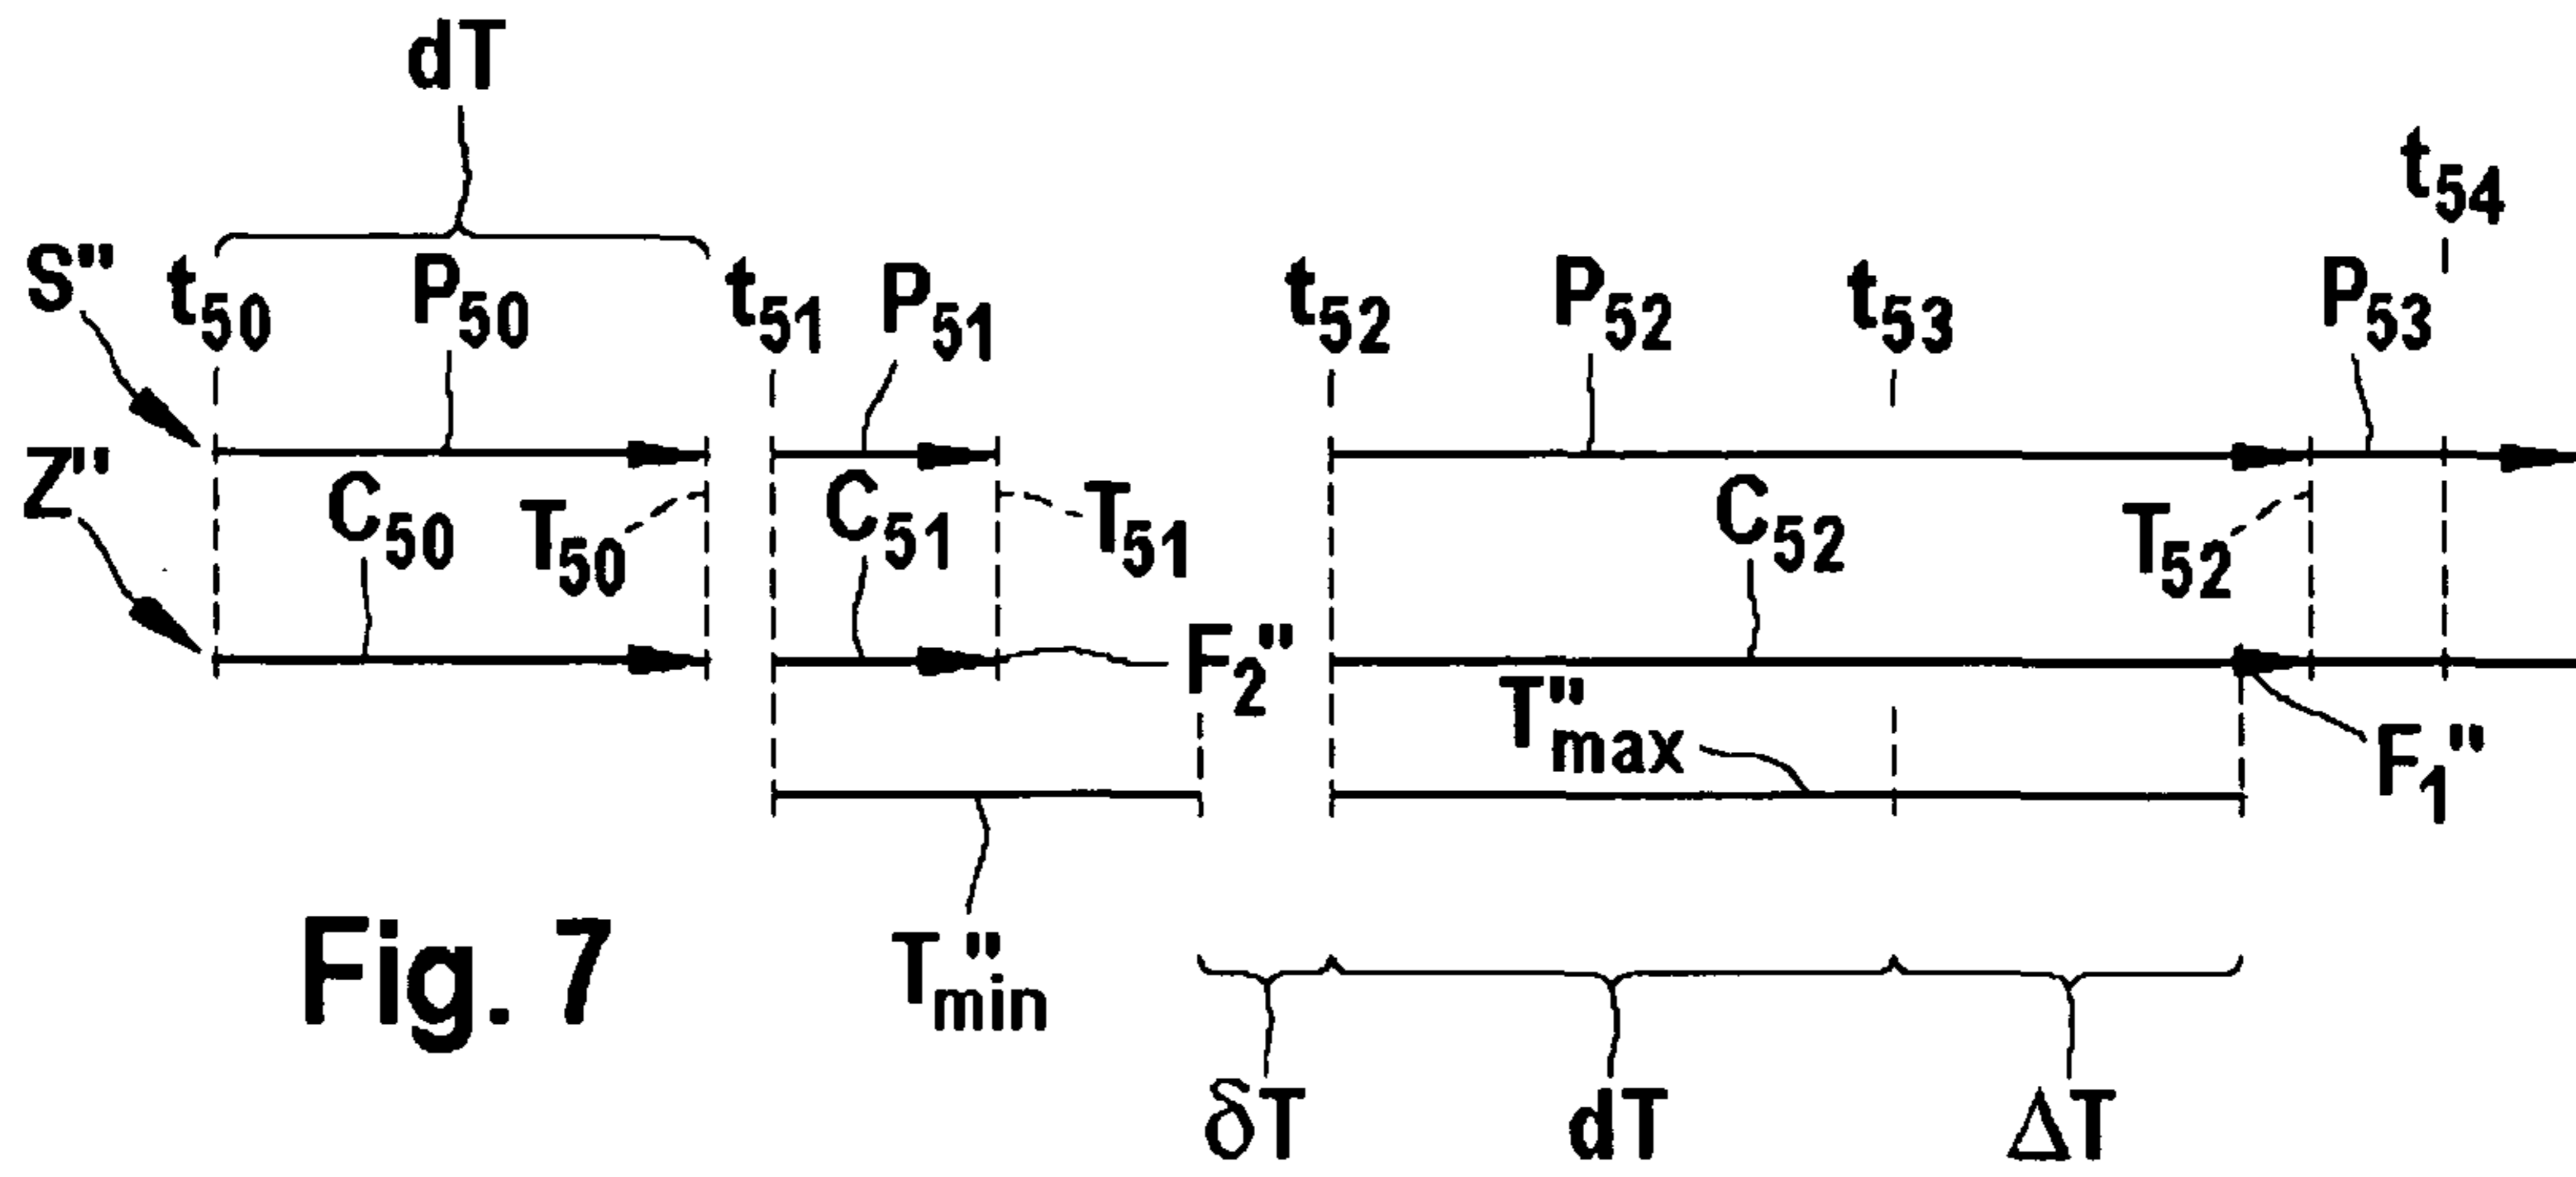 dT
t54
S" t50 P50 t51 P51 t52 P52 t53 P53
Z" C50 T50 C51 T51 C52 T52
F2"
T"max F1"
T"min
Fig. 7
δT dT ΔT